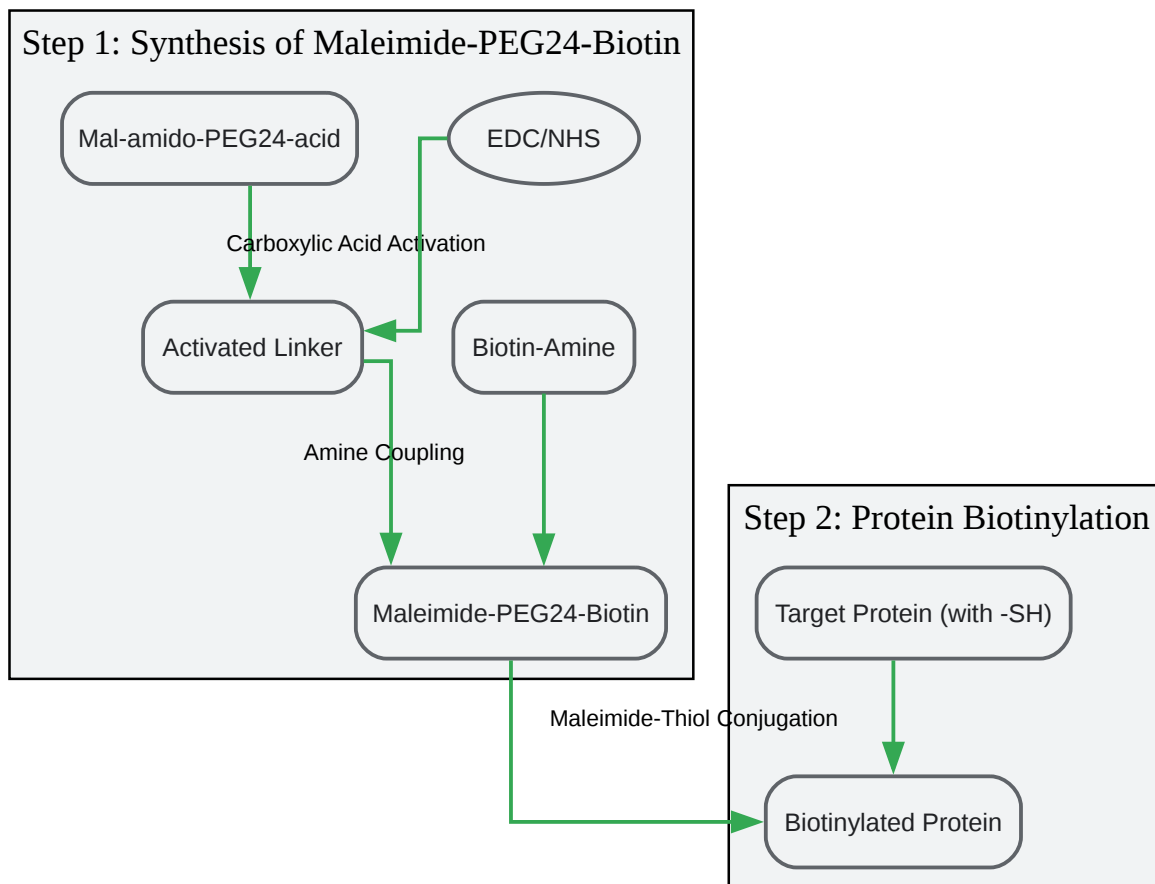 Step 1: Synthesis of Maleimide-PEG24-Biotin
Mal-amido-PEG24-acid
EDC/NHS
Carboxylic Acid Activation
Activated Linker
Biotin-Amine
Amine Coupling
Maleimide-PEG24-Biotin
Step 2: Protein Biotinylation
Target Protein (with -SH)
Maleimide-Thiol Conjugation
Biotinylated Protein